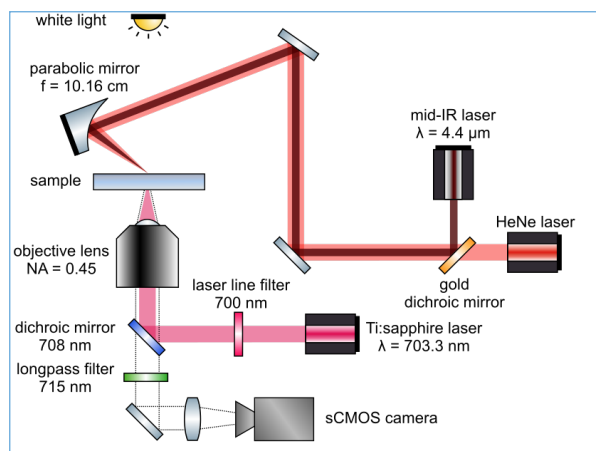 white light
parabolic mirror
f = 10.16 cm
mid-IR laser
λ = 4.4 µm
sample
HeNe laser
objective lens
NA = 0.45
gold
dichroic mirror
laser line filter
700 nm
dichroic mirror
708 nm
Ti:sapphire laser
λ = 703.3 nm
longpass filter
715 nm
sCMOS camera